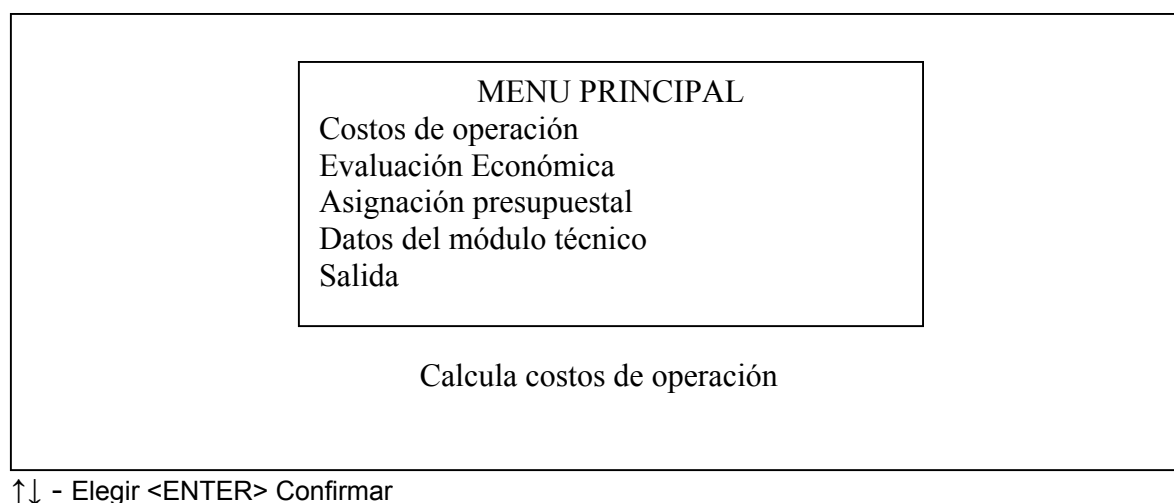 MENU PRINCIPAL
Costos de operación
Evaluación Económica
Asignación presupuestal
Datos del módulo técnico
Salida
Calcula costos de operación
↑↓ - Elegir <ENTER> Confirmar